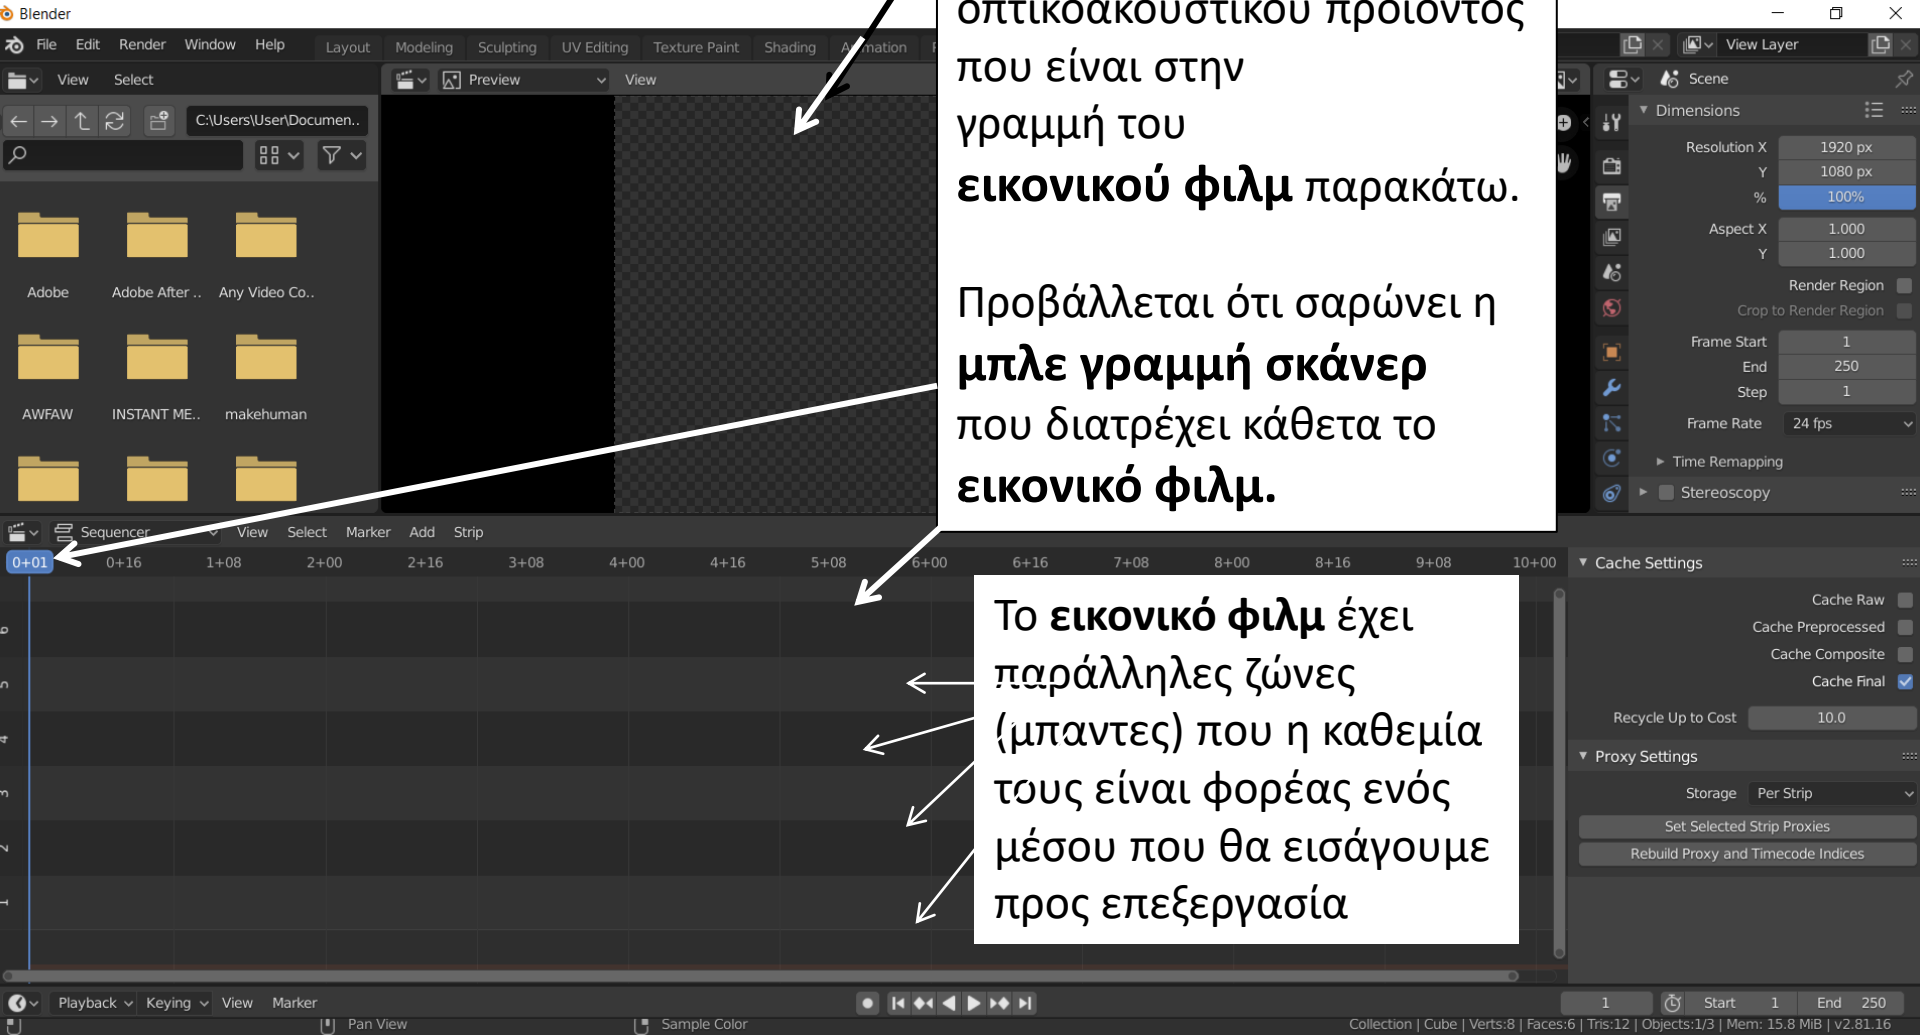 Blender
File Edit Render Window Help Layout Modeling Sculpting UV Editing Texture Paint Shading Animation View Layer
View Select
Preview View
Scene
C:\Users\User\Documen..
Adobe Adobe After .. Any Video Co..
AWFAW INSTANT ME.. makehuman
οπτικοακουστικού προϊόντος
που είναι στην
γραμμή του
εικονικού φιλμ παρακάτω.
Προβάλλεται ότι σαρώνει η
μπλε γραμμή σκάνερ
που διατρέχει κάθετα το
εικονικό φιλμ.
Dimensions
Resolution X 1920 px
Y 1080 px
% 100%
Aspect X 1.000
Y 1.000
Render Region
Crop to Render Region
Frame Start 1
End 250
Step 1
Frame Rate 24 fps
Time Remapping
Stereoscopy
Sequencer View Select Marker Add Strip
0+01 0+16 1+08 2+00 2+16 3+08 4+00 4+16 5+08 6+00 6+16 7+08 8+00 8+16 9+08 10+00
6
5
4
3
2
1
Το εικονικό φιλμ έχει
παράλληλες ζώνες
(μπαντες) που η καθεμία
τους είναι φορέας ενός
μέσου που θα εισάγουμε
προς επεξεργασία
Cache Settings
Cache Raw
Cache Preprocessed
Cache Composite
Cache Final
Recycle Up to Cost 10.0
Proxy Settings
Storage Per Strip
Set Selected Strip Proxies
Rebuild Proxy and Timecode Indices
Playback Keying View Marker
1 Start 1 End 250
Pan View Sample Color
Collection | Cube | Verts:8 | Faces:6 | Tris:12 | Objects:1/3 | Mem: 15.8 MiB | v2.81.16